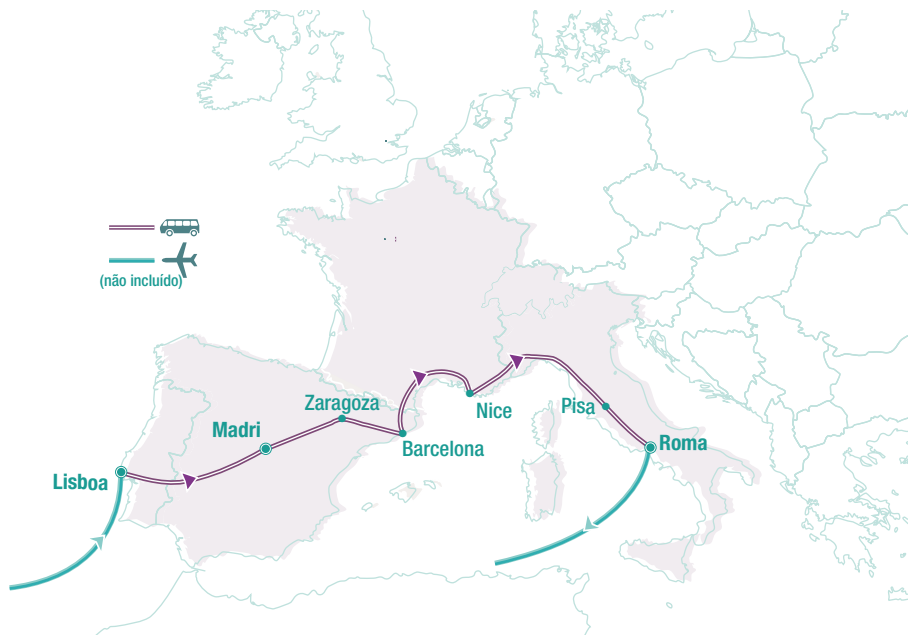 (não incluído)
Zaragoza
Nice
Pisa
Madri
Roma
Barcelona
Lisboa